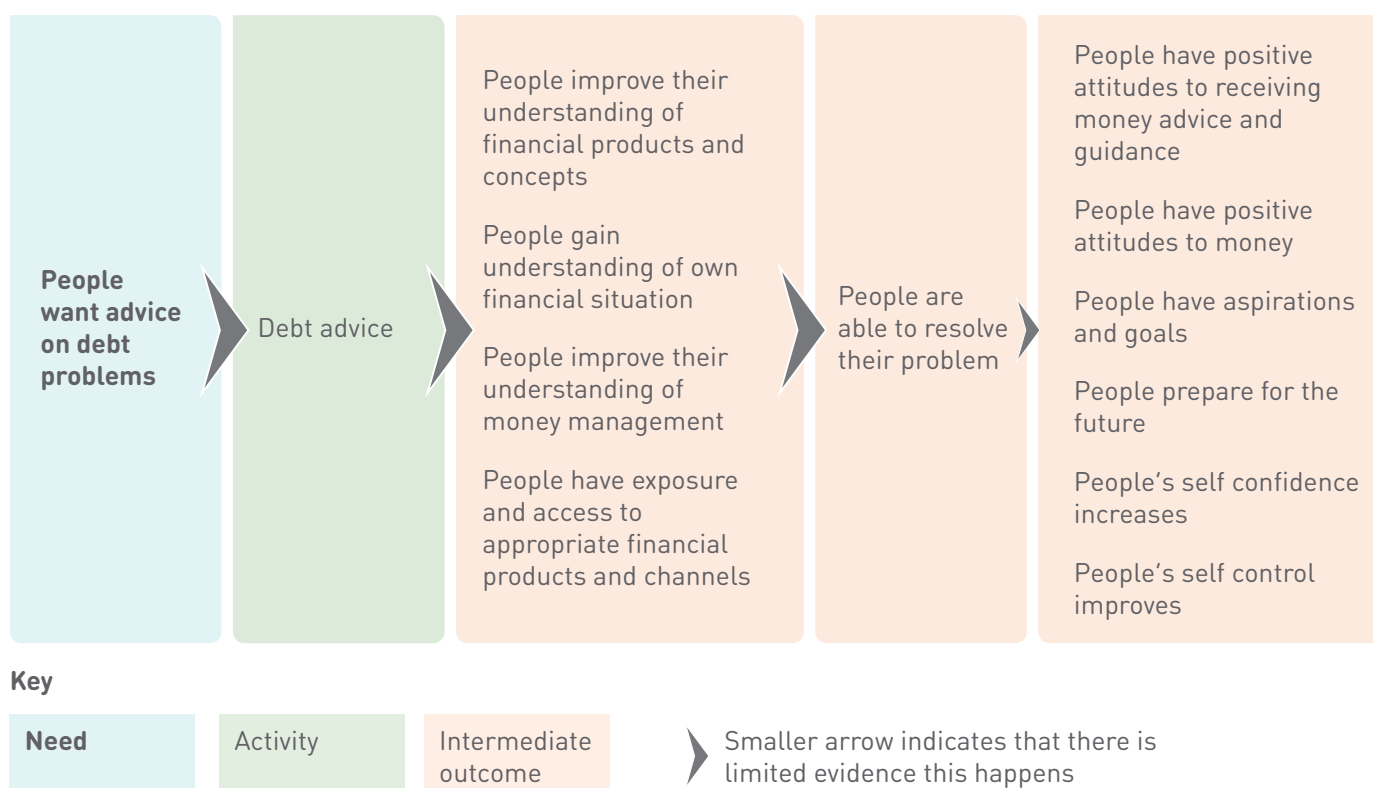 People
want advice
on debt
problems
Debt advice
People improve their
understanding of
financial products and
concepts
People gain
understanding of own
financial situation
People improve their
understanding of
money management
People have exposure
and access to
appropriate financial
products and channels
People are
able to resolve
their problem
People have positive
attitudes to receiving
money advice and
guidance
People have positive
attitudes to money
People have aspirations
and goals
People prepare for the
future
People‘s self confidence
increases
People‘s self control
improves
Key
Need
Activity
Intermediate
outcome
Smaller arrow indicates that there is
limited evidence this happens